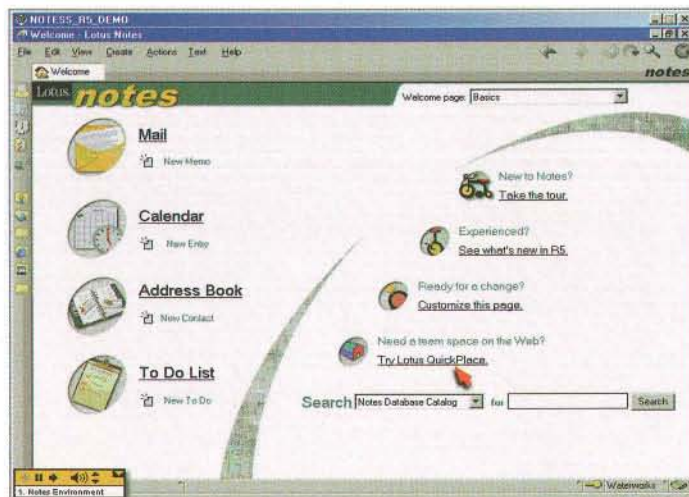 NOTESS_R5_DEMO
Welcome - Lotus Notes
File Edit View Create Actions Text Help
Welcome
notes
Lotus notes
Welcome page: Basics
Mail
New Memo
New to Notes?
Take the tour.
Calendar
New Entry
Experienced?
See what's new in R5.
Address Book
New Contact
Ready for a change?
Customize this page.
Need a team space on the Web?
Try Lotus QuickPlace.
To Do List
New To Do
Search Notes Database Catalog for Search
1. Notes Environment
Waterworks